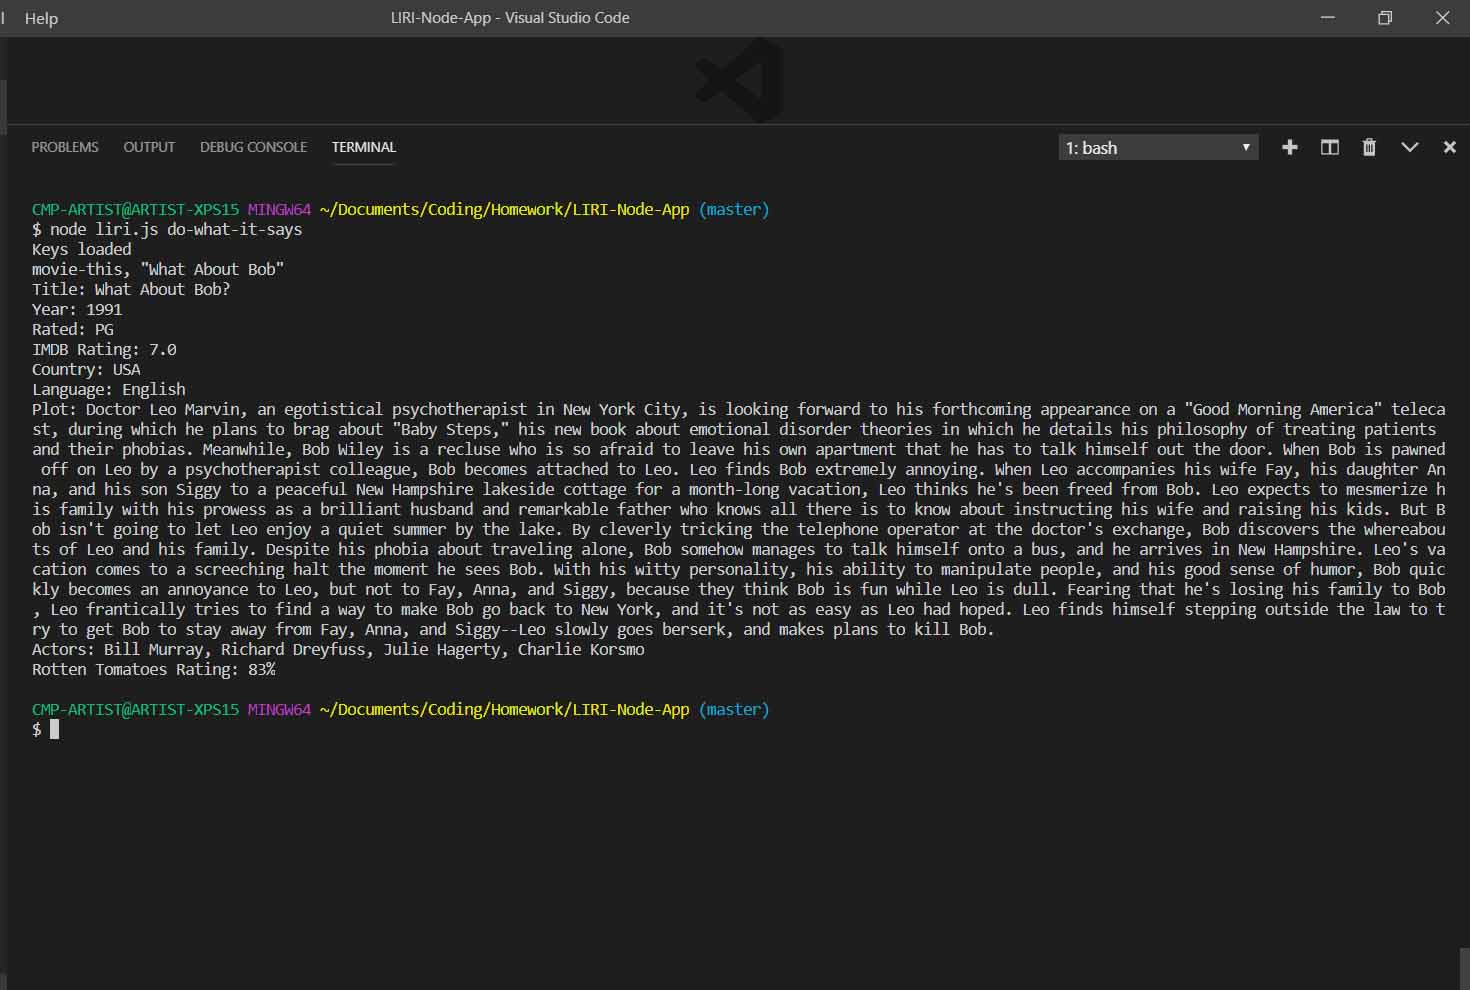 Help LIRI-Node-App - Visual Studio Code
PROBLEMS OUTPUT DEBUG CONSOLE TERMINAL 1: bash
CMP-ARTIST@ARTIST-XPS15 MINGW64 ~/Documents/Coding/Homework/LIRI-Node-App (master)
$ node liri.js do-what-it-says
Keys loaded
movie-this, "What About Bob"
Title: What About Bob?
Year: 1991
Rated: PG
IMDB Rating: 7.0
Country: USA
Language: English
Plot: Doctor Leo Marvin, an egotistical psychotherapist in New York City, is looking forward to his forthcoming appearance on a "Good Morning America" teleca
st, during which he plans to brag about "Baby Steps," his new book about emotional disorder theories in which he details his philosophy of treating patients
and their phobias. Meanwhile, Bob Wiley is a recluse who is so afraid to leave his own apartment that he has to talk himself out the door. When Bob is pawned
off on Leo by a psychotherapist colleague, Bob becomes attached to Leo. Leo finds Bob extremely annoying. When Leo accompanies his wife Fay, his daughter An
na, and his son Siggy to a peaceful New Hampshire lakeside cottage for a month-long vacation, Leo thinks he's been freed from Bob. Leo expects to mesmerize h
is family with his prowess as a brilliant husband and remarkable father who knows all there is to know about instructing his wife and raising his kids. But B
ob isn't going to let Leo enjoy a quiet summer by the lake. By cleverly tricking the telephone operator at the doctor's exchange, Bob discovers the whereabou
ts of Leo and his family. Despite his phobia about traveling alone, Bob somehow manages to talk himself onto a bus, and he arrives in New Hampshire. Leo's va
cation comes to a screeching halt the moment he sees Bob. With his witty personality, his ability to manipulate people, and his good sense of humor, Bob quic
kly becomes an annoyance to Leo, but not to Fay, Anna, and Siggy, because they think Bob is fun while Leo is dull. Fearing that he's losing his family to Bob
, Leo frantically tries to find a way to make Bob go back to New York, and it's not as easy as Leo had hoped. Leo finds himself stepping outside the law to t
ry to get Bob to stay away from Fay, Anna, and Siggy--Leo slowly goes berserk, and makes plans to kill Bob.
Actors: Bill Murray, Richard Dreyfuss, Julie Hagerty, Charlie Korsmo
Rotten Tomatoes Rating: 83%
CMP-ARTIST@ARTIST-XPS15 MINGW64 ~/Documents/Coding/Homework/LIRI-Node-App (master)
$